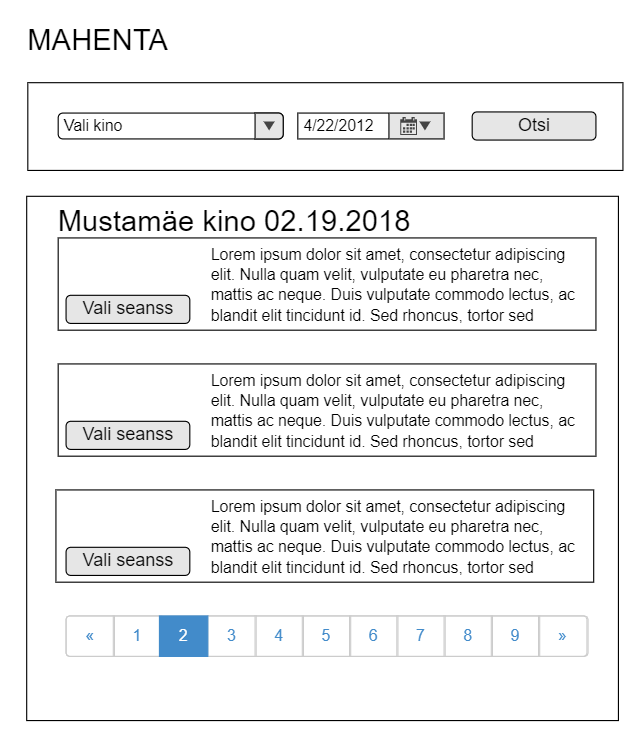 MAHENTA
Vali kino
4/22/2012
Otsi
Mustamäe kino 02.19.2018
Lorem ipsum dolor sit amet, consectetur adipiscing
elit. Nulla quam velit, vulputate eu pharetra nec,
mattis ac neque. Duis vulputate commodo lectus, ac
blandit elit tincidunt id. Sed rhoncus, tortor sed
Vali seanss
Lorem ipsum dolor sit amet, consectetur adipiscing
elit. Nulla quam velit, vulputate eu pharetra nec,
mattis ac neque. Duis vulputate commodo lectus, ac
blandit elit tincidunt id. Sed rhoncus, tortor sed
Vali seanss
Lorem ipsum dolor sit amet, consectetur adipiscing
elit. Nulla quam velit, vulputate eu pharetra nec,
mattis ac neque. Duis vulputate commodo lectus, ac
blandit elit tincidunt id. Sed rhoncus, tortor sed
Vali seanss
« 1 2 3 4 5 6 7 8 9 »